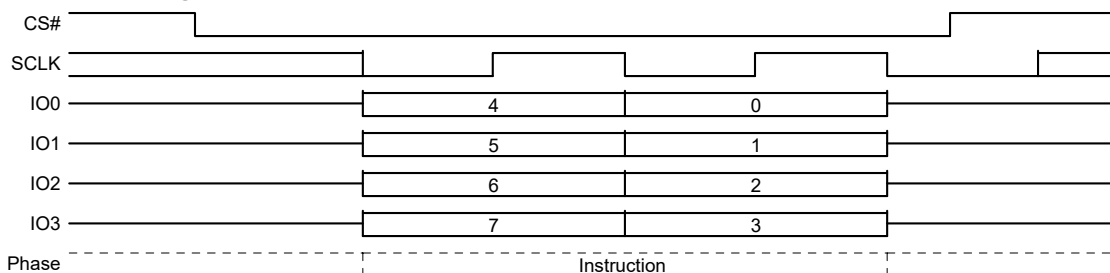 CS#
SCLK
IO0 4 0
IO1 5 1
IO2 6 2
IO3 7 3
Phase Instruction